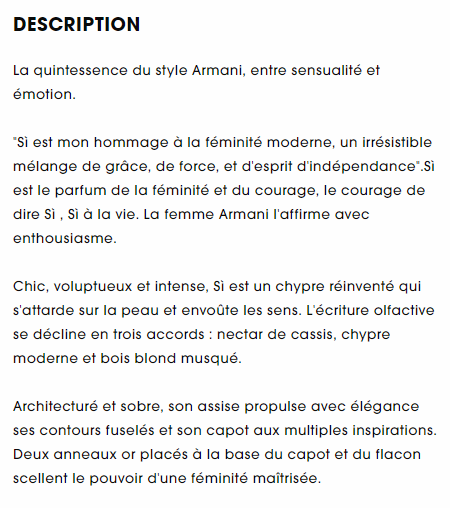 DESCRIPTION
La quintessence du style Armani, entre sensualité et
émotion.
"Sì est mon hommage à la féminité moderne, un irrésistible
mélange de grâce, de force, et d'esprit d'indépendance".Sì
est le parfum de la féminité et du courage, le courage de
dire Sì , Sì à la vie. La femme Armani l'affirme avec
enthousiasme.
Chic, voluptueux et intense, Sì est un chypre réinventé qui
s'attarde sur la peau et envoûte les sens. L'écriture olfactive
se décline en trois accords : nectar de cassis, chypre
moderne et bois blond musqué.
Architecturé et sobre, son assise propulse avec élégance
ses contours fuselés et son capot aux multiples inspirations.
Deux anneaux or placés à la base du capot et du flacon
scellent le pouvoir d'une féminité maîtrisée.